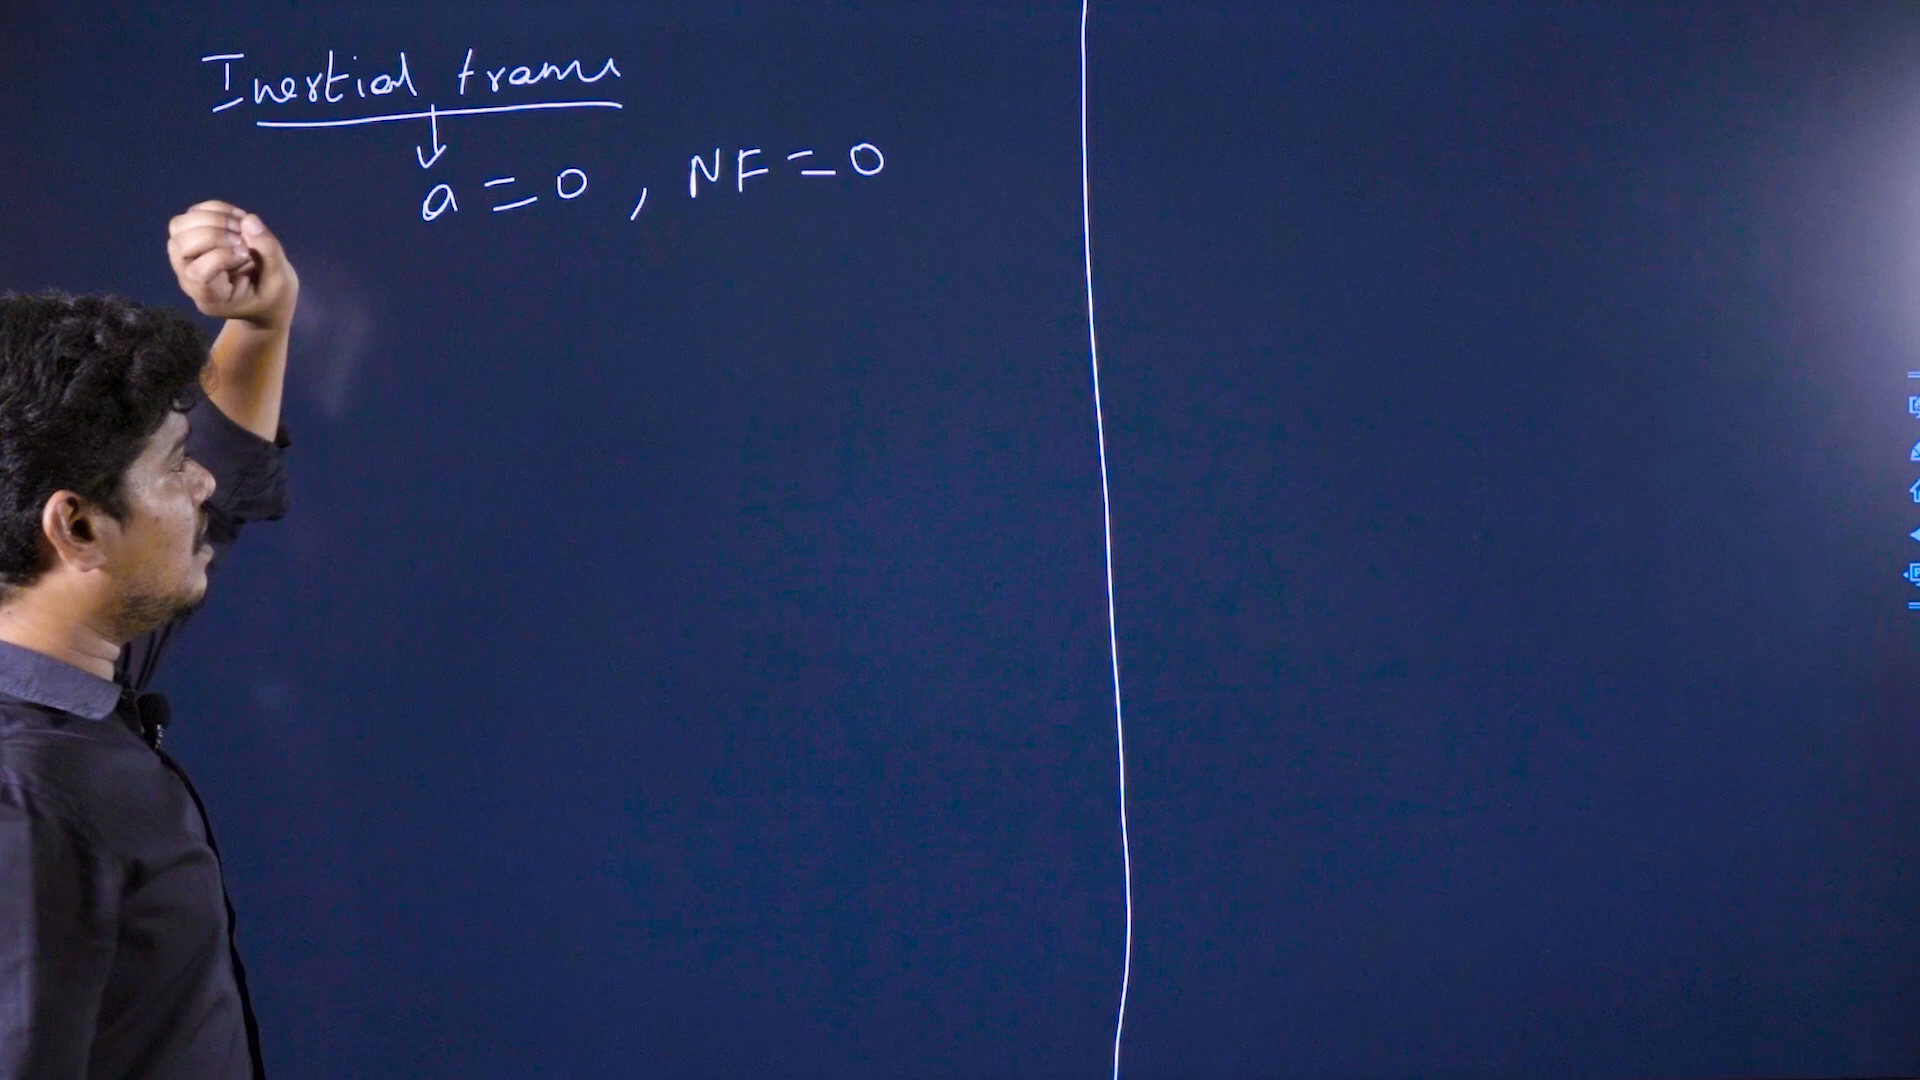 Inertial frame
a = 0 , NF = 0